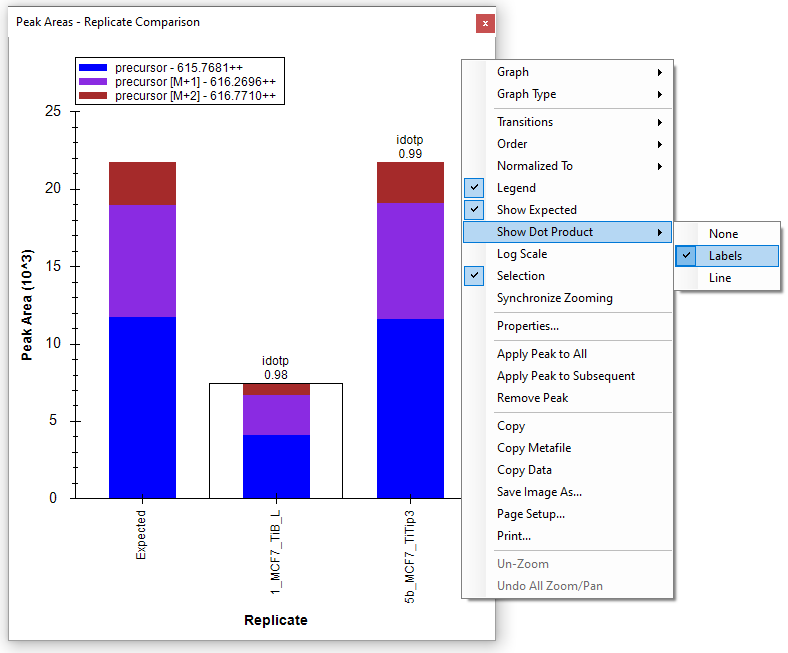 Peak Areas - Replicate Comparison
x
precursor - 615.7681++
precursor [M+1] - 616.2696++
precursor [M+2] - 616.7710++
Peak Area (10^3)
25
20
15
10
5
0
idotp
0.98
idotp
0.99
Expected
1_MCF7_TiB_L
5b_MCF7_TiTip3
Replicate
Graph
Graph Type
Transitions
Order
Normalized To
Legend
Show Expected
Show Dot Product
Log Scale
Selection
Synchronize Zooming
Properties...
Apply Peak to All
Apply Peak to Subsequent
Remove Peak
Copy
Copy Metafile
Copy Data
Save Image As...
Page Setup...
Print...
Un-Zoom
Undo All Zoom/Pan
None
Labels
Line